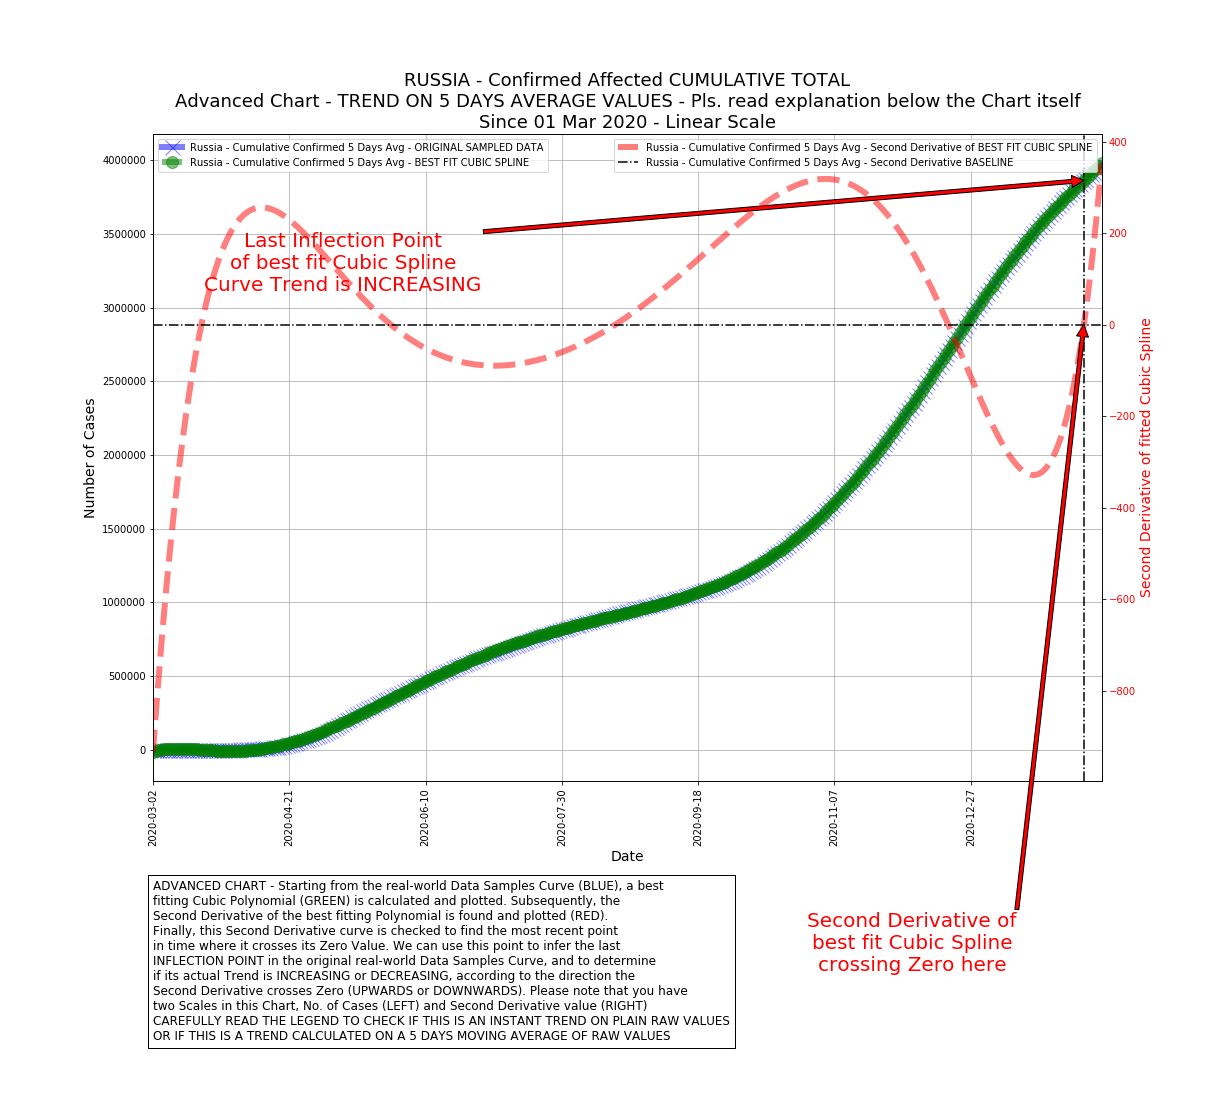 RUSSIA - Confirmed Affected CUMULATIVE TOTAL
Advanced Chart - TREND ON 5 DAYS AVERAGE VALUES - Pls. read explanation below the Chart itself
Since 01 Mar 2020 - Linear Scale
Russia - Cumulative Confirmed 5 Days Avg - ORIGINAL SAMPLED DATA
Russia - Cumulative Confirmed 5 Days Avg - BEST FIT CUBIC SPLINE
Russia - Cumulative Confirmed 5 Days Avg - Second Derivative of BEST FIT CUBIC SPLINE
Russia - Cumulative Confirmed 5 Days Avg - Second Derivative BASELINE
Last Inflection Point
of best fit Cubic Spline
Curve Trend is INCREASING
Number of Cases
4000000
3500000
3000000
2500000
2000000
1500000
1000000
500000
0
400
200
0
−200
−400
−600
−800
Second Derivative of fitted Cubic Spline
2020-03-02
2020-04-21
2020-06-10
2020-07-30
2020-09-18
2020-11-07
2020-12-27
Date
Second Derivative of
best fit Cubic Spline
crossing Zero here
ADVANCED CHART - Starting from the real-world Data Samples Curve (BLUE), a best
fitting Cubic Polynomial (GREEN) is calculated and plotted. Subsequently, the
Second Derivative of the best fitting Polynomial is found and plotted (RED).
Finally, this Second Derivative curve is checked to find the most recent point
in time where it crosses its Zero Value. We can use this point to infer the last
INFLECTION POINT in the original real-world Data Samples Curve, and to determine
if its actual Trend is INCREASING or DECREASING, according to the direction the
Second Derivative crosses Zero (UPWARDS or DOWNWARDS). Please note that you have
two Scales in this Chart, No. of Cases (LEFT) and Second Derivative value (RIGHT)
CAREFULLY READ THE LEGEND TO CHECK IF THIS IS AN INSTANT TREND ON PLAIN RAW VALUES
OR IF THIS IS A TREND CALCULATED ON A 5 DAYS MOVING AVERAGE OF RAW VALUES